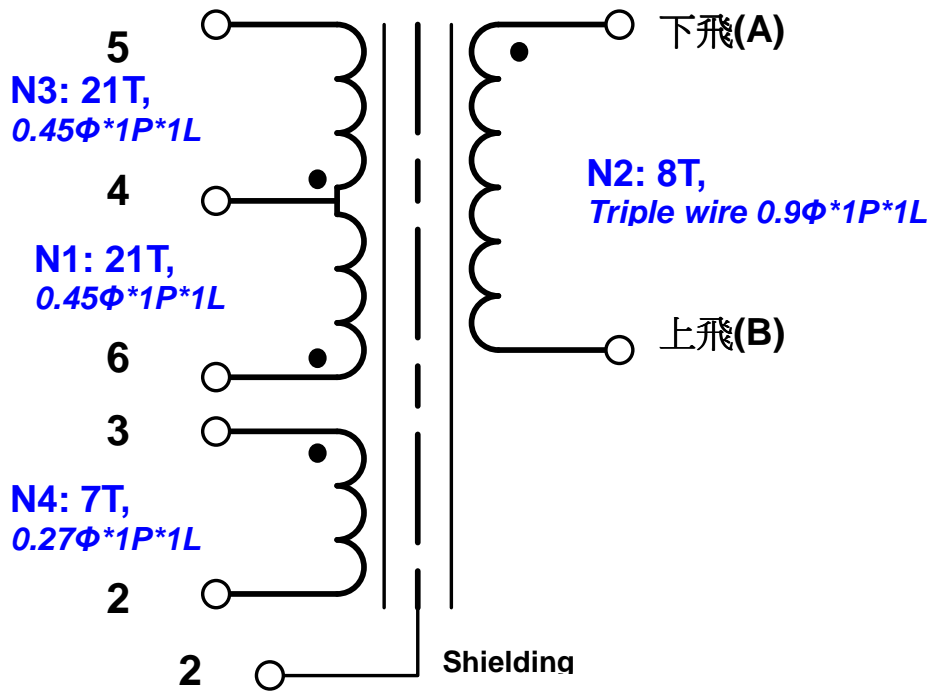 5
N3: 21T,
0.45Φ*1P*1L
4
N1: 21T,
0.45Φ*1P*1L
6
3
N4: 7T,
0.27Φ*1P*1L
2
2
Shielding
下飛(A)
N2: 8T,
Triple wire 0.9Φ*1P*1L
上飛(B)